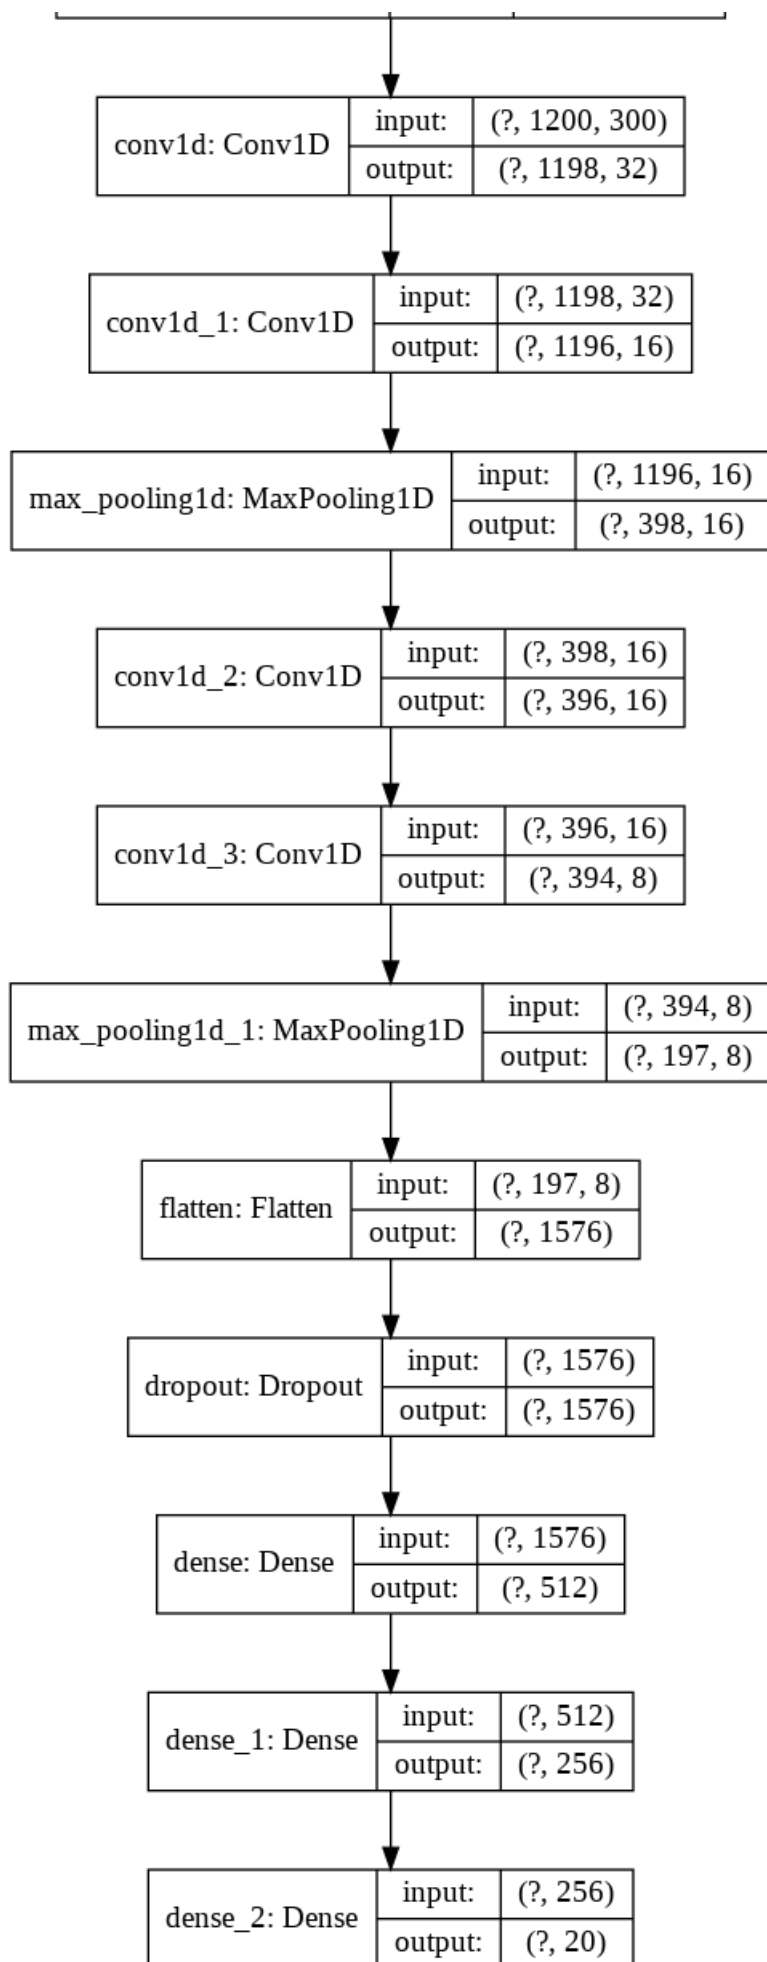 conv1d: Conv1D
input:
(?, 1200, 300)
output:
(?, 1198, 32)
conv1d_1: Conv1D
input:
(?, 1198, 32)
output:
(?, 1196, 16)
max_pooling1d: MaxPooling1D
input:
(?, 1196, 16)
output:
(?, 398, 16)
conv1d_2: Conv1D
input:
(?, 398, 16)
output:
(?, 396, 16)
conv1d_3: Conv1D
input:
(?, 396, 16)
output:
(?, 394, 8)
max_pooling1d_1: MaxPooling1D
input:
(?, 394, 8)
output:
(?, 197, 8)
flatten: Flatten
input:
(?, 197, 8)
output:
(?, 1576)
dropout: Dropout
input:
(?, 1576)
output:
(?, 1576)
dense: Dense
input:
(?, 1576)
output:
(?, 512)
dense_1: Dense
input:
(?, 512)
output:
(?, 256)
dense_2: Dense
input:
(?, 256)
output:
(?, 20)